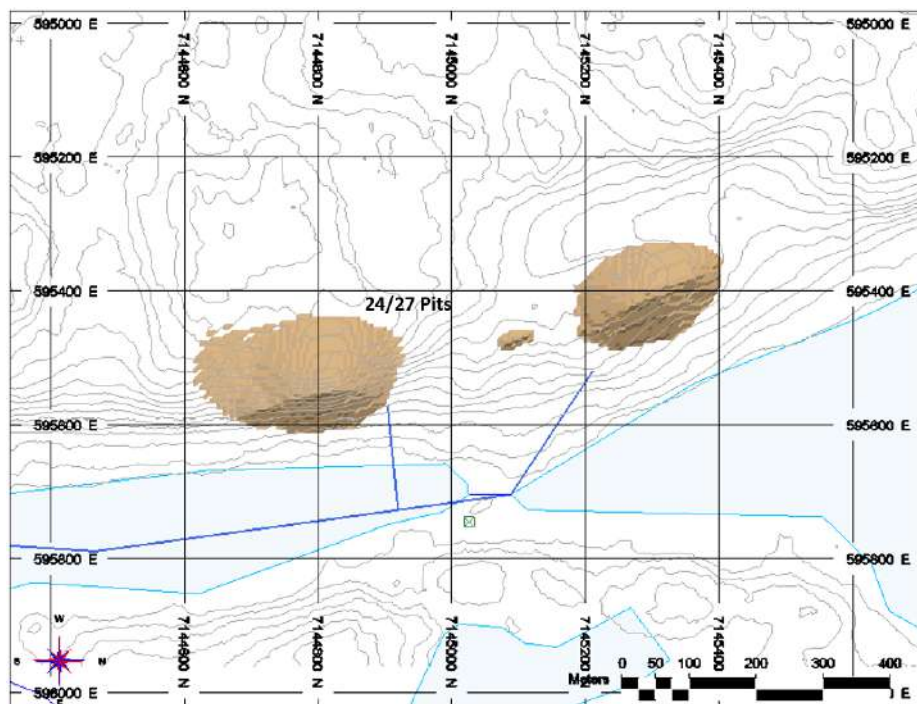 595000 E
595000 E
7144600 N
7144800 N
7145000 N
7145200 N
7145400 N
595200 E
595200 E
595400 E
24/27 Pits
595400 E
595600 E
595600 E
595800 E
595800 E
W
S N
E
7144600 N
7144800 N
7145000 N
7145200 N
7145400 N
0 50 100 200 300 400
Meters
596000 E